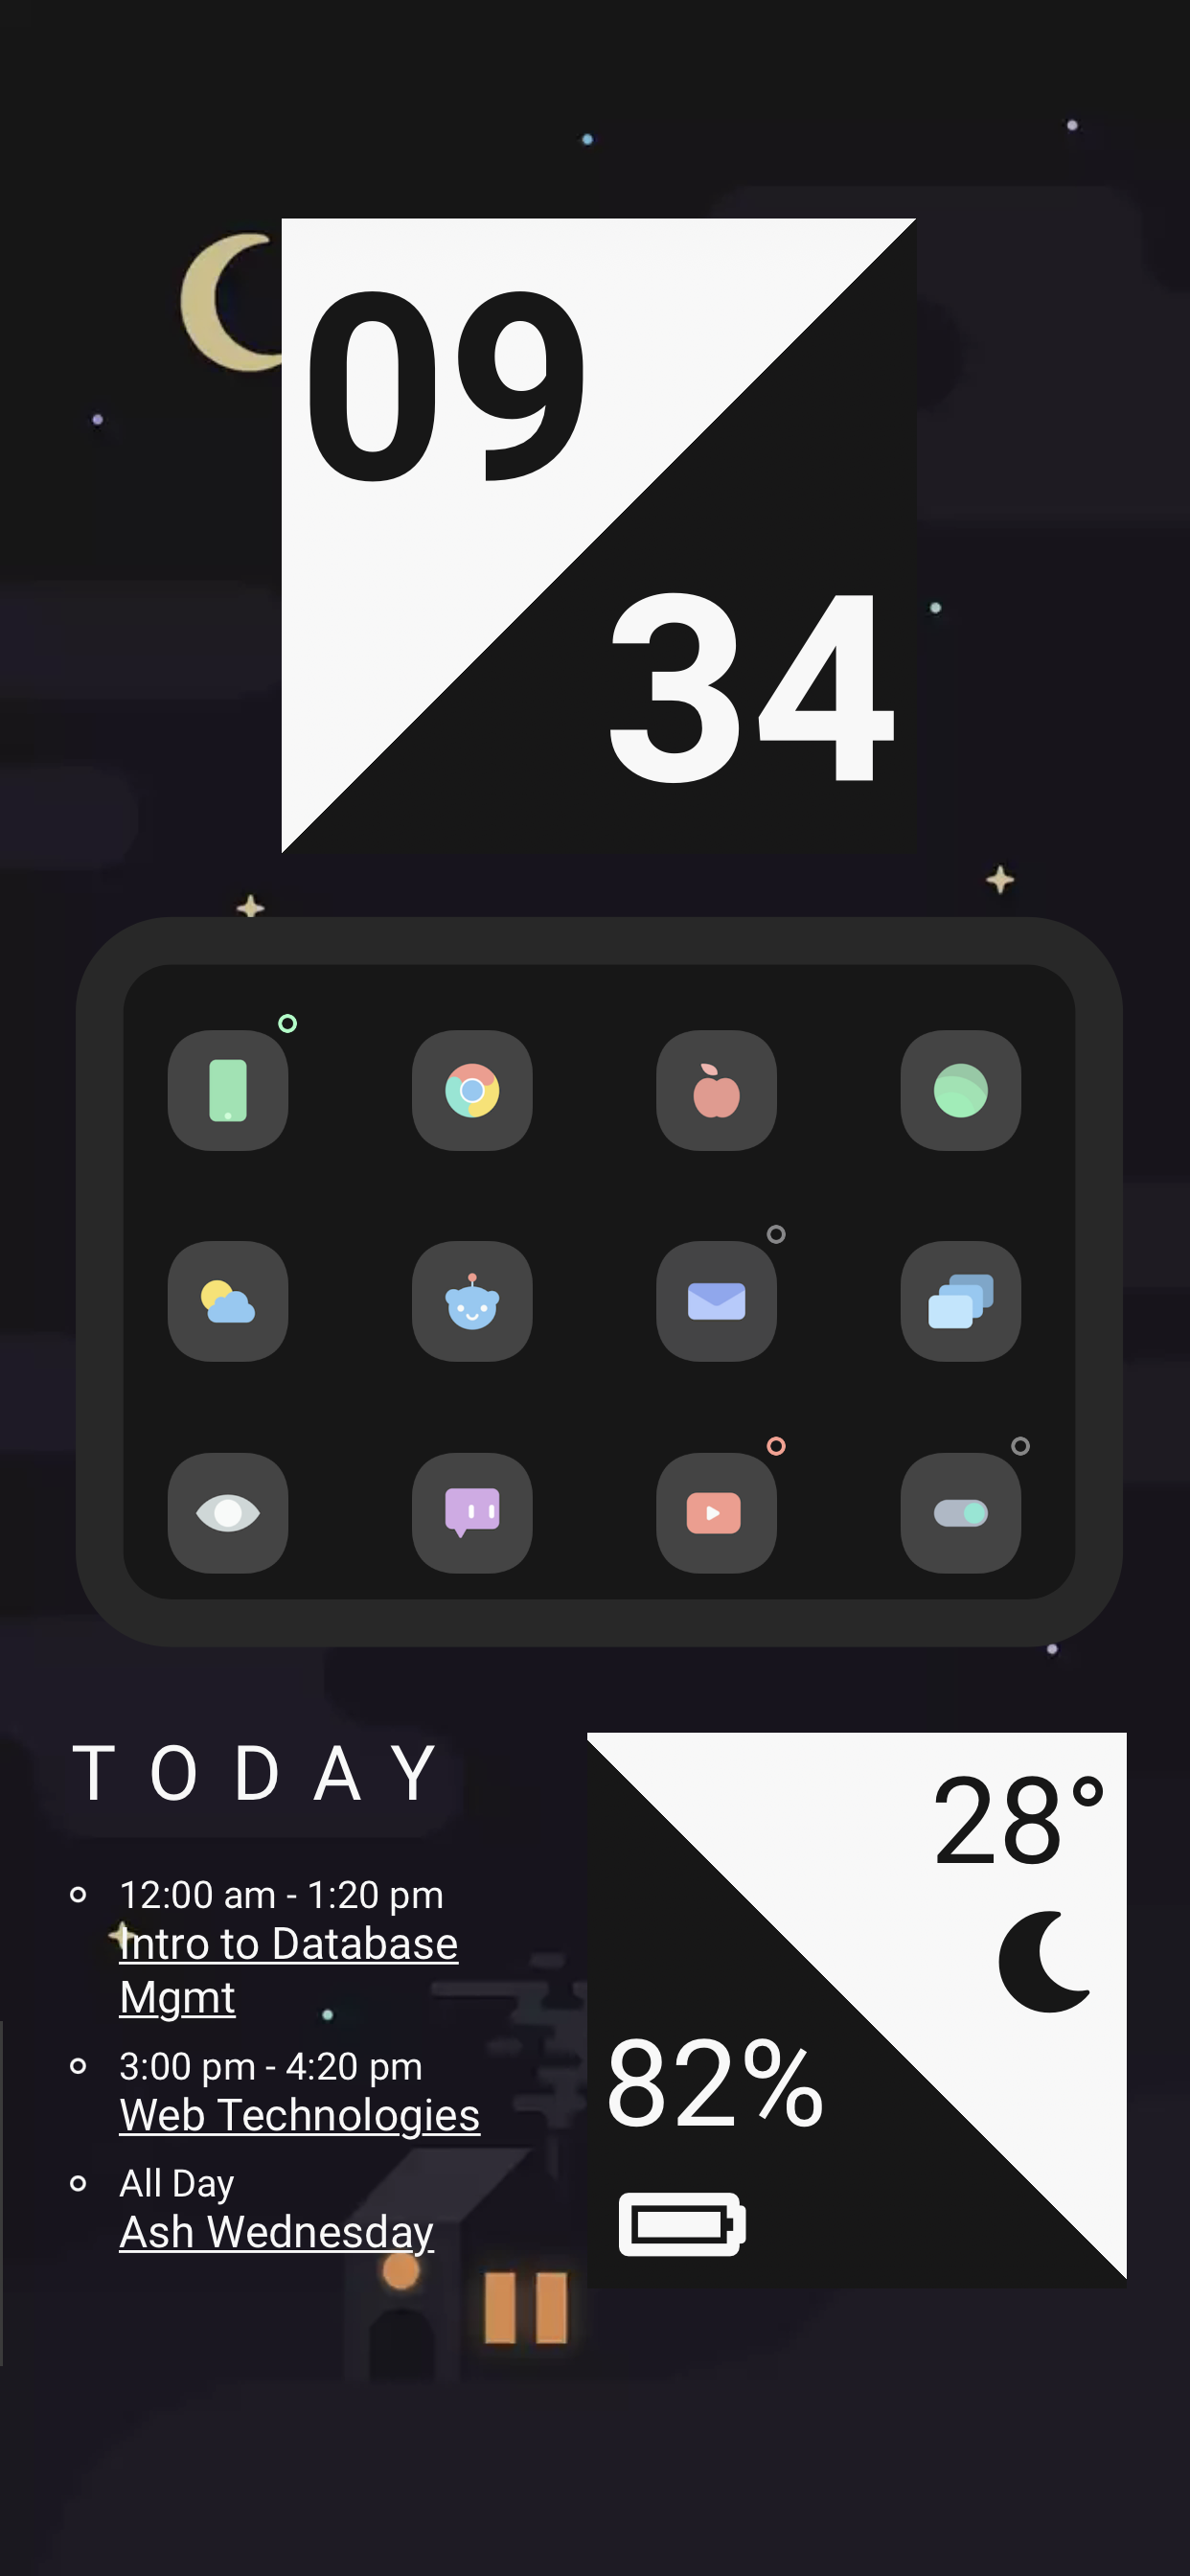 09
34
TODAY
12:00 am - 1:20 pm
Intro to Database
Mgmt
3:00 pm - 4:20 pm
Web Technologies
All Day
Ash Wednesday
28°
82%